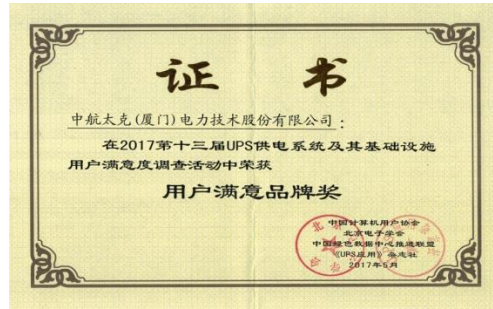 证书
中航太克(厦门)电力技术股份有限公司：
在2017第十三届UPS供电系统及其基础设施
用户满意度调查活动中荣获
用户满意品牌奖
中国计算机用户协会
北京电子学会
中国绿色数据中心推进联盟
《UPS应用》杂志社
2017年5月